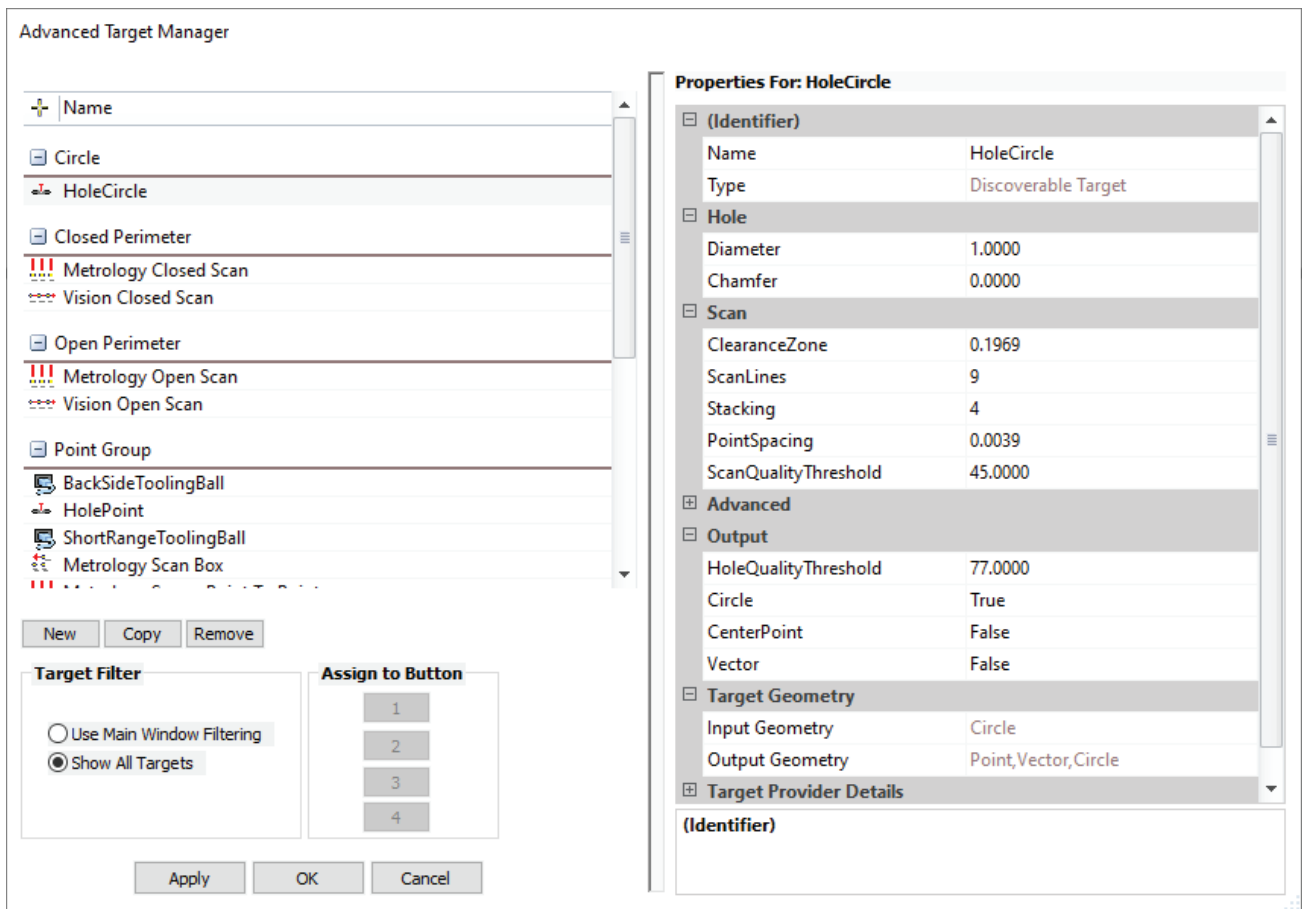 Advanced Target Manager
Name
Circle
HoleCircle
Closed Perimeter
Metrology Closed Scan
Vision Closed Scan
Open Perimeter
Metrology Open Scan
Vision Open Scan
Point Group
BackSideToolingBall
HolePoint
ShortRangeToolingBall
Metrology Scan Box
New Copy Remove
Target Filter
Use Main Window Filtering
Show All Targets
Assign to Button
1
2
3
4
Apply OK Cancel
Properties For: HoleCircle
(Identifier)
Name HoleCircle
Type Discoverable Target
Hole
Diameter 1.0000
Chamfer 0.0000
Scan
ClearanceZone 0.1969
ScanLines 9
Stacking 4
PointSpacing 0.0039
ScanQualityThreshold 45.0000
Advanced
Output
HoleQualityThreshold 77.0000
Circle True
CenterPoint False
Vector False
Target Geometry
Input Geometry Circle
Output Geometry Point,Vector,Circle
Target Provider Details
(Identifier)